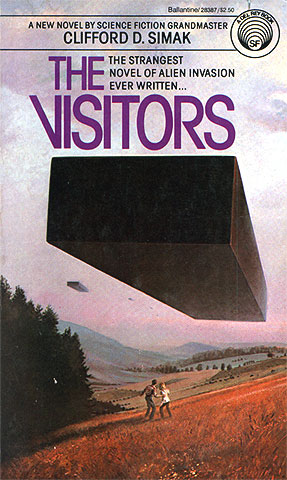 Ballantine/28387/$2.50
A DEL REY BOOK
SF
A NEW NOVEL BY SCIENCE FICTION GRANDMASTER
CLIFFORD D. SIMAK
THE
THE STRANGEST
NOVEL OF ALIEN INVASION
EVER WRITTEN...
VISITORS